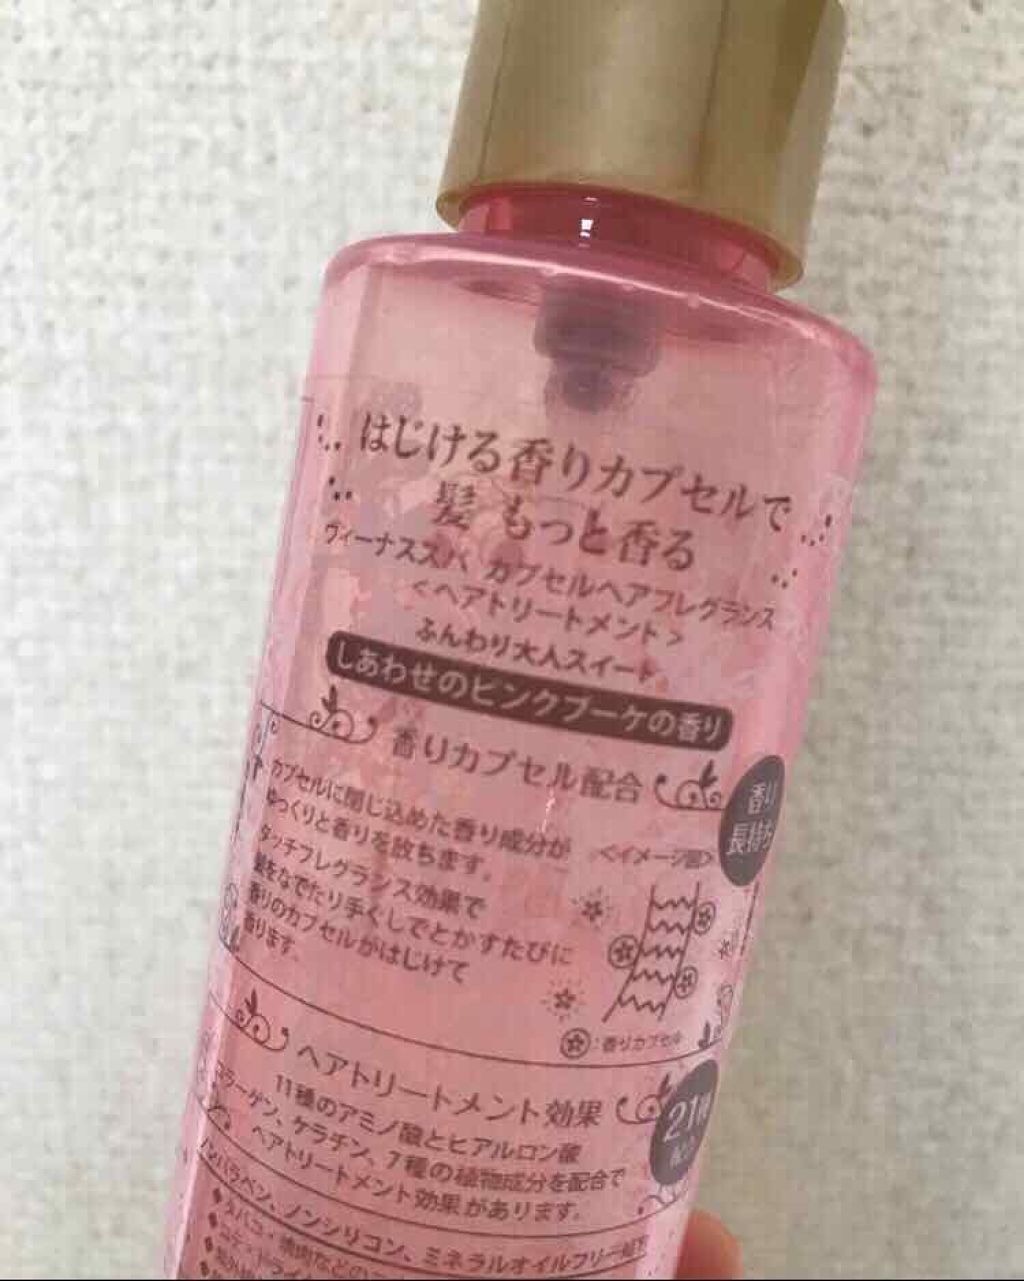 はじける香りカプセルで
髪 もっと香る
ヴィーナススパ カプセルヘアフレグランス
<ヘアトリートメント>
ふんわり大人スイート
しあわせのピンクブーケの香り
香りカプセル配合
香り
長持ち
カプセルに閉じ込めた香り成分が
ゆっくりと香りを放ちます。
タッチフレグランス効果で
髪をなでたり手ぐしでとかすたびに
香りのカプセルがはじけて
香ります。
<イメージ図>
:香りカプセル
ヘアトリートメント効果
21種
11種のアミノ酸とヒアルロン酸
コラーゲン、ケラチン、7種の植物成分を配合で
ヘアトリートメント効果があります。
ノンパラベン、ノンシリコン、ミネラルオイルフリー
◆タバコ、焼肉などの